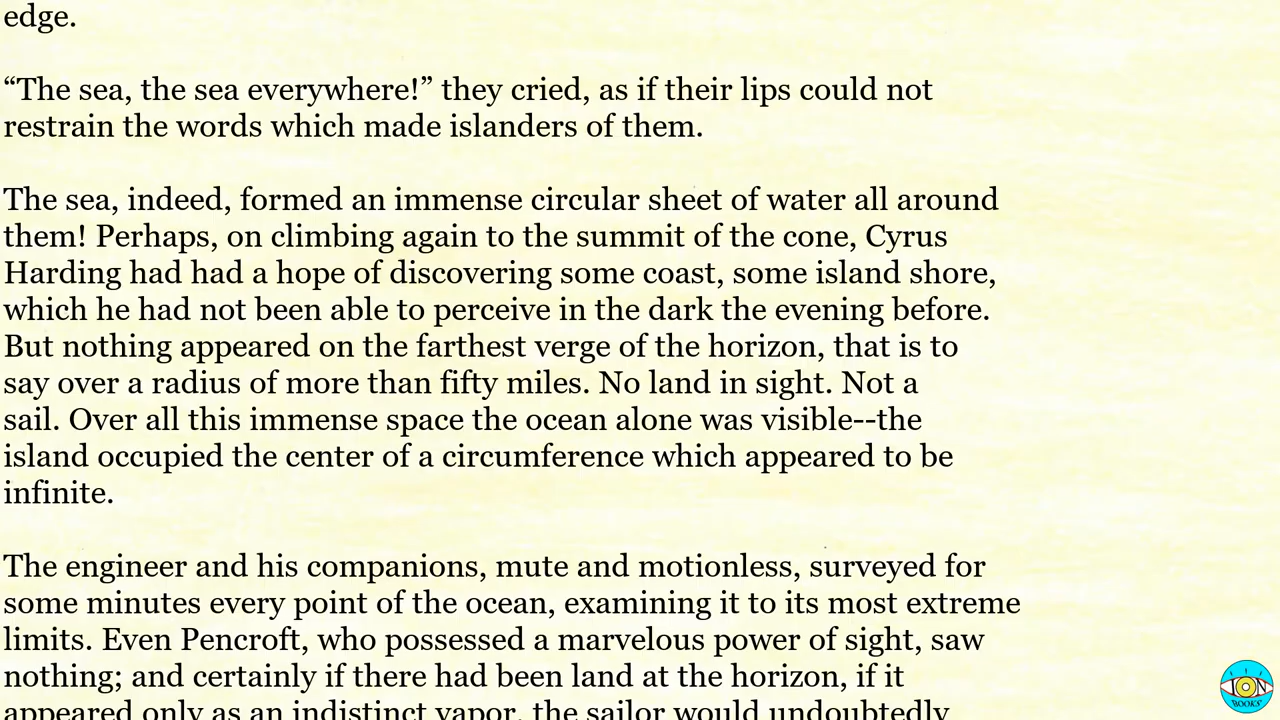 edge.
“The sea, the sea everywhere!” they cried, as if their lips could not
restrain the words which made islanders of them.
The sea, indeed, formed an immense circular sheet of water all around
them! Perhaps, on climbing again to the summit of the cone, Cyrus
Harding had had a hope of discovering some coast, some island shore,
which he had not been able to perceive in the dark the evening before.
But nothing appeared on the farthest verge of the horizon, that is to
say over a radius of more than fifty miles. No land in sight. Not a
sail. Over all this immense space the ocean alone was visible--the
island occupied the center of a circumference which appeared to be
infinite.
The engineer and his companions, mute and motionless, surveyed for
some minutes every point of the ocean, examining it to its most extreme
limits. Even Pencroft, who possessed a marvelous power of sight, saw
nothing; and certainly if there had been land at the horizon, if it
appeared only as an indistinct vapor, the sailor would undoubtedly
ION
BOOKS